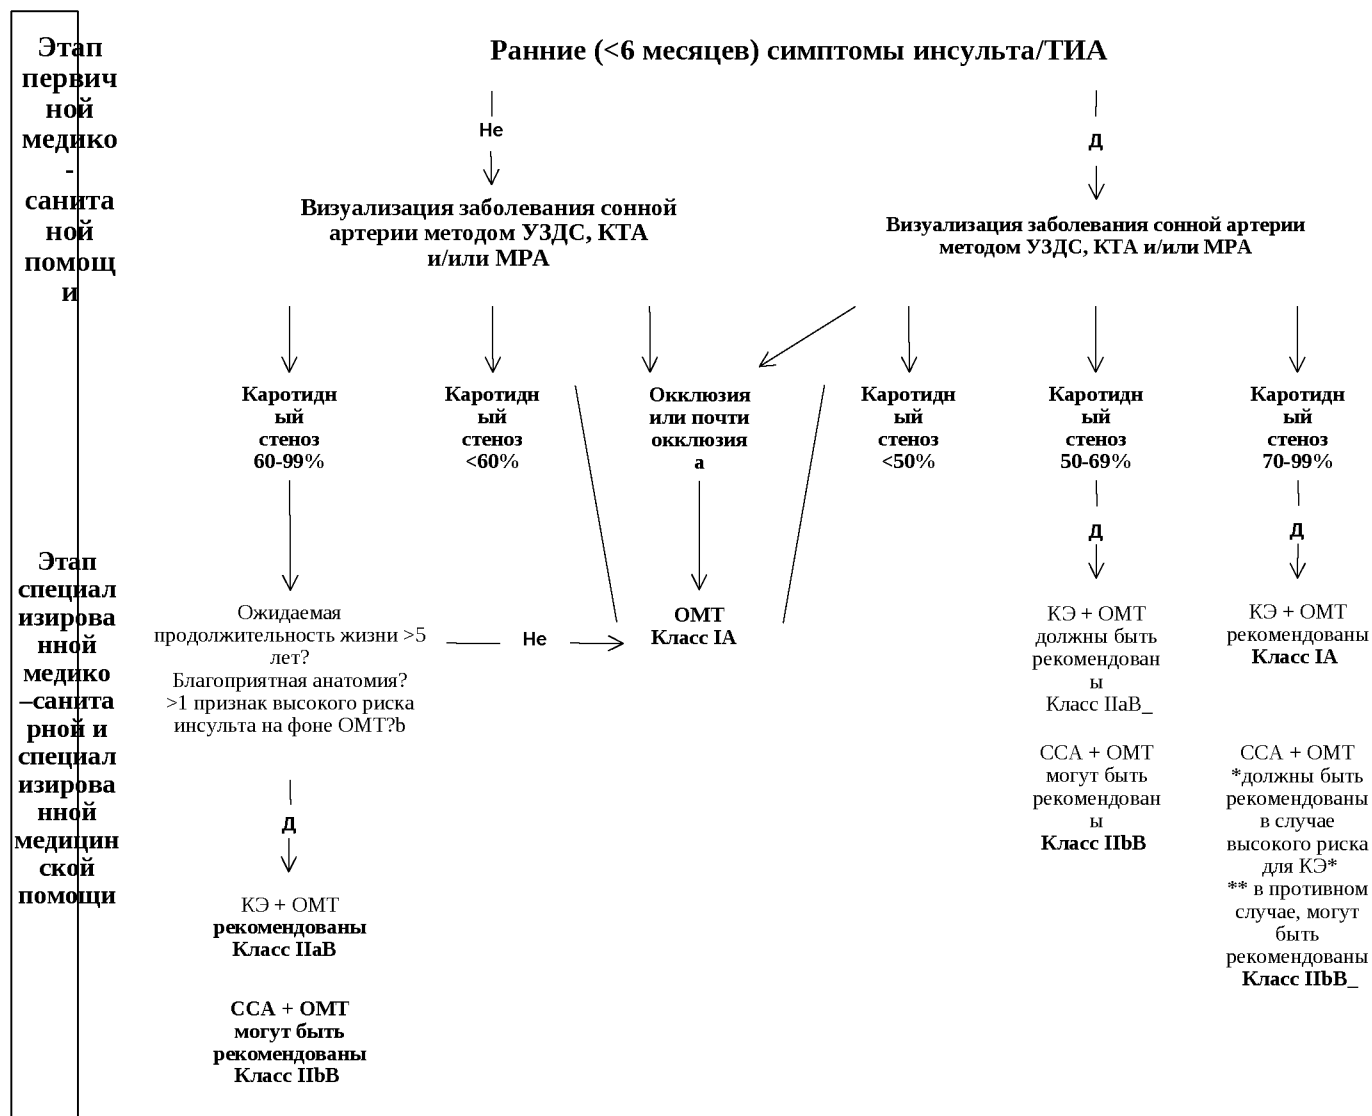 Этап
первич
ной
медико
-
санита
ной
помощ
и
Ранние (<6 месяцев) симптомы инсульта/ТИА
Не
Д
Визуализация заболевания сонной
артерии методом УЗДС, КТА
и/или МРА
Визуализация заболевания сонной артерии
методом УЗДС, КТА и/или МРА
Каротидн
ый
стеноз
60-99%
Каротидн
ый
стеноз
<60%
Окклюзия
или почти
окклюзия
а
Каротидн
ый
стеноз
<50%
Каротидн
ый
стеноз
50-69%
Каротидн
ый
стеноз
70-99%
Д
Д
Этап
специал
изирова
нной
медико
–санита
рной и
специал
изирова
нной
медицин
ской
помощи
Ожидаемая
продолжительность жизни >5
лет?
Благоприятная анатомия?
>1 признак высокого риска
инсульта на фоне ОМТ?b
Не
ОМТ
Класс IA
КЭ + ОМТ
должны быть
рекомендован
ы
Класс IIaB_
КЭ + ОМТ
рекомендованы
Класс IA
ССА + ОМТ
могут быть
рекомендован
ы
Класс IIbB
ССА + ОМТ
*должны быть
рекомендованы
в случае
высокого риска
для КЭ*
** в противном
случае, могут
быть
рекомендованы
Класс IIbB_
Д
КЭ + ОМТ
рекомендованы
Класс IIaB
ССА + ОМТ
могут быть
рекомендованы
Класс IIbB